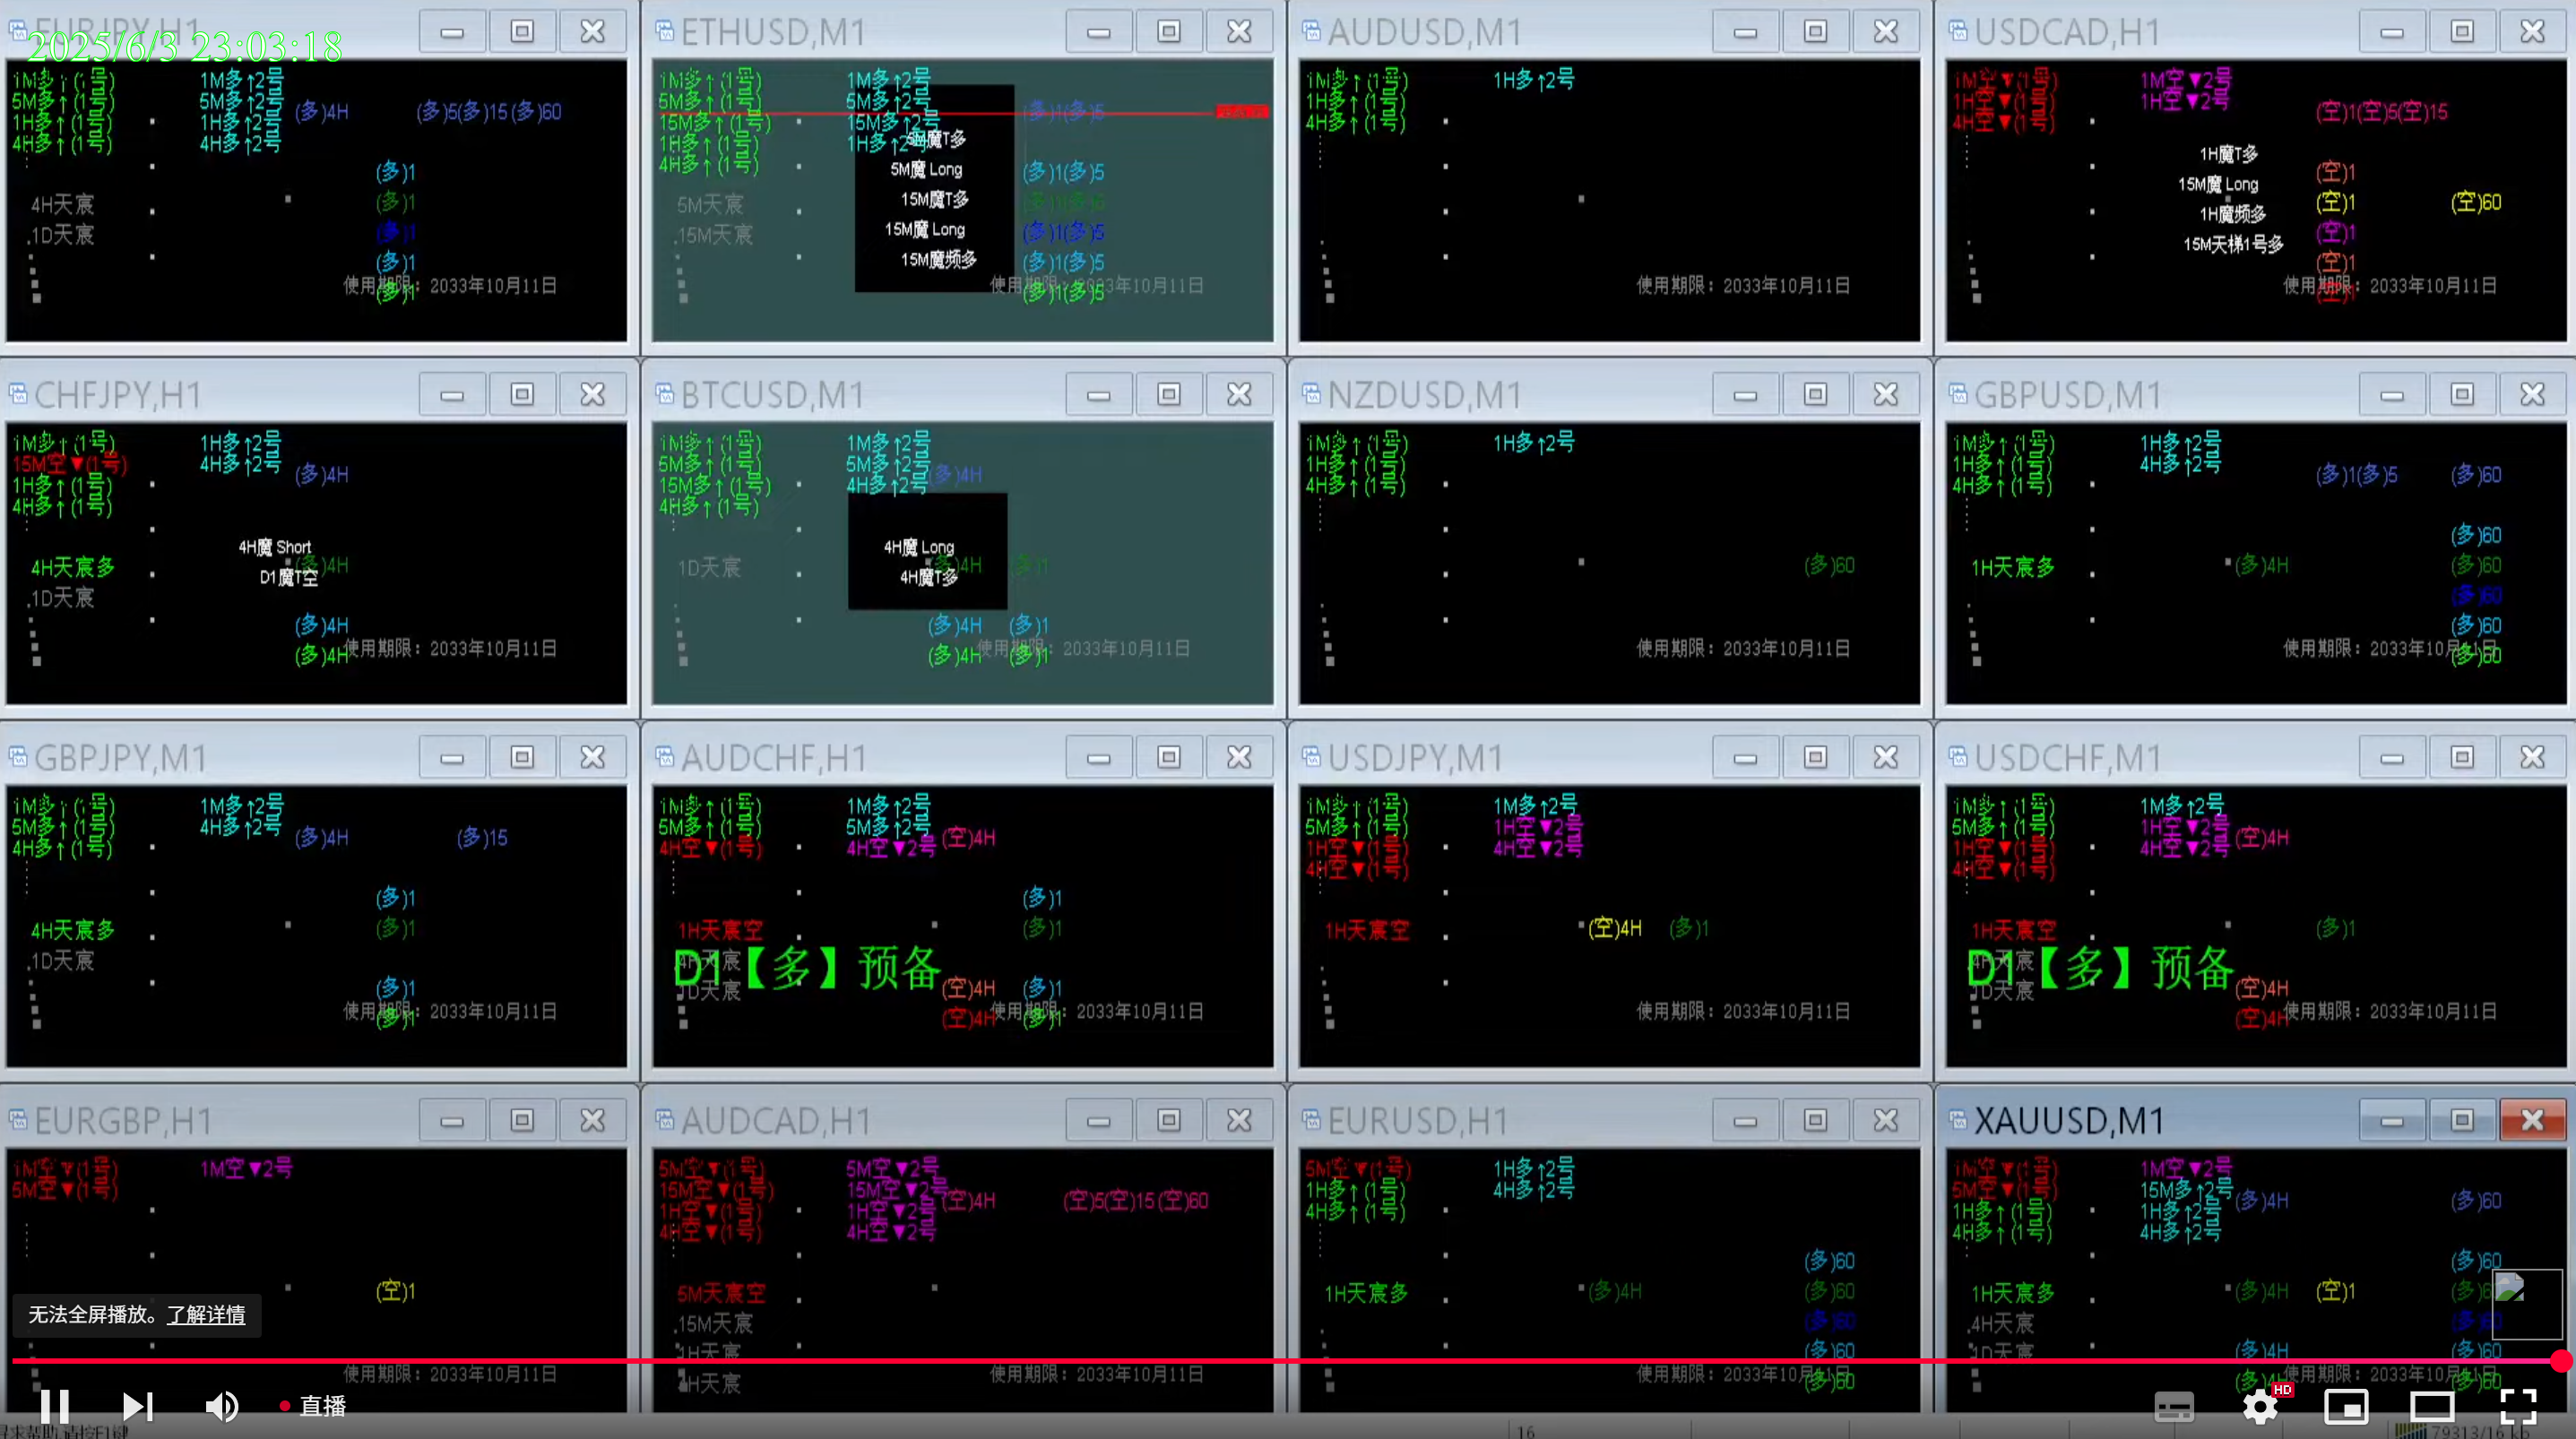 2025/6/3 23:03:18
EURJPY,H1
1M多↑(1号)
5M多↑(1号)
1H多↑(1号)
4H多↑(1号)
1M多↑2号
5M多↑2号
1H多↑2号
4H多↑2号
(多)4H
(多)5(多)15(多)60
(多)1
(多)1
(多)1
(多)1
(多)1
4H天宸
1D天宸
使用期限：2033年10月11日
ETHUSD,M1
1M多↑(1号)
5M多↑(1号)
15M多↑(1号)
1H多↑(1号)
4H多↑(1号)
1M多↑2号
5M多↑2号
15M多↑2号
1H多↑2号
(多)1(多)5
5M魔T多
5M魔 Long
15M魔T多
15M魔 Long
15M魔频多
(多)1(多)5
(多)1(多)5
(多)1(多)5
(多)1(多)5
5M天宸
15M天宸
使用期限：2033年10月11日
AUDUSD,M1
1M多↑(1号)
1H多↑(1号)
4H多↑(1号)
1H多↑2号
使用期限：2033年10月11日
USDCAD,H1
1M空▼(1号)
1H空▼(1号)
4H空▼(1号)
1M空▼2号
1H空▼2号
(空)1(空)5(空)15
1H魔T多
15M魔 Long
1H魔频多
15M天梯1号多
(空)1
(空)1
(空)60
(空)1
(空)1
(空)1
使用期限：2033年10月11日
CHFJPY,H1
1M多↑(1号)
15M空▼(1号)
1H多↑(1号)
4H多↑(1号)
1H多↑2号
4H多↑2号
(多)4H
4H魔 Short
D1魔T空
(多)4H
4H天宸多
1D天宸
(多)4H
(多)4H
使用期限：2033年10月11日
BTCUSD,M1
1M多↑(1号)
5M多↑(1号)
15M多↑(1号)
4H多↑(1号)
1M多↑2号
5M多↑2号
4H多↑2号
(多)4H
4H魔 Long
4H魔T多
(多)4H
(多)1
1D天宸
(多)4H
(多)1
(多)4H
(多)1
使用期限：2033年10月11日
NZDUSD,M1
1M多↑(1号)
1H多↑(1号)
4H多↑(1号)
1H多↑2号
(多)60
使用期限：2033年10月11日
GBPUSD,M1
1M多↑(1号)
1H多↑(1号)
4H多↑(1号)
1H多↑2号
4H多↑2号
(多)1(多)5
(多)60
(多)60
1H天宸多
(多)4H
(多)60
(多)60
(多)60
(多)60
使用期限：2033年10月11日
GBPJPY,M1
1M多↑(1号)
5M多↑(1号)
4H多↑(1号)
1M多↑2号
4H多↑2号
(多)4H
(多)15
(多)1
(多)1
4H天宸多
1D天宸
(多)1
(多)1
使用期限：2033年10月11日
AUDCHF,H1
1M多↑(1号)
5M多↑(1号)
4H空▼(1号)
1M多↑2号
5M多↑2号
4H空▼2号
(空)4H
(多)1
(多)1
1H天宸空
4H天宸
D1【多】预备
1D天宸
(空)4H
(多)1
(空)4H
(多)1
使用期限：2033年10月11日
USDJPY,M1
1M多↑(1号)
5M多↑(1号)
1H空▼(1号)
4H空▼(1号)
1M多↑2号
1H空▼2号
4H空▼2号
1H天宸空
(空)4H
(多)1
使用期限：2033年10月11日
USDCHF,M1
1M多↑(1号)
5M多↑(1号)
1H空▼(1号)
4H空▼(1号)
1M多↑2号
1H空▼2号
4H空▼2号
(空)4H
(多)1
1H天宸空
4H天宸
D1【多】预备
1D天宸
(空)4H
(空)4H
使用期限：2033年10月11日
EURGBP,H1
1M空▼(1号)
5M空▼(1号)
1M空▼2号
(空)1
无法全屏播放。了解详情
使用期限：2033年10月11日
AUDCAD,H1
5M空▼(1号)
15M空▼(1号)
1H空▼(1号)
4H空▼(1号)
5M空▼2号
15M空▼2号
1H空▼2号
4H空▼2号
(空)4H
(空)5(空)15(空)60
5M天宸空
15M天宸
1H天宸
4H天宸
使用期限：2033年10月11日
EURUSD,H1
5M空▼(1号)
1H多↑(1号)
4H多↑(1号)
1H多↑2号
4H多↑2号
(多)60
1H天宸多
(多)4H
(多)60
(多)60
(多)60
(多)60
使用期限：2033年10月11日
XAUUSD,M1
1M空▼(1号)
5M空▼(1号)
1H多↑(1号)
4H多↑(1号)
1M空▼2号
15M多↑2号
1H多↑2号
4H多↑2号
(多)4H
(多)60
(多)60
1H天宸多
(多)4H
(空)1
4H天宸
1D天宸
(多)4H
(多)60
(多)4H
(多)60
使用期限：2033年10月11日
直播
HD
16
79313/16 kb